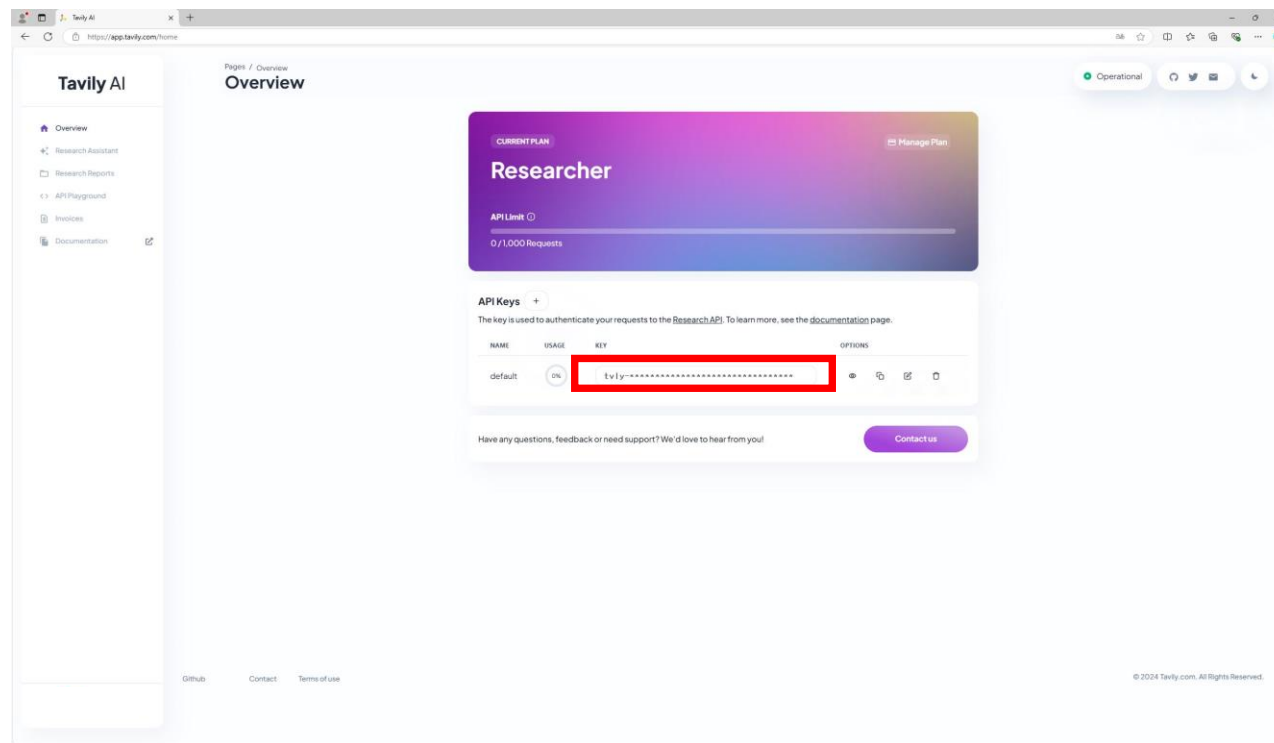 Tavily AI
https://app.tavily.com/home
Tavily AI
Pages / Overview
Overview
Operational
Overview
Research Assistant
Research Reports
API Playground
Invoices
Documentation
CURRENT PLAN
Manage Plan
Researcher
API Limit
0 / 1,000 Requests
API Keys +
The key is used to authenticate your requests to the Research API. To learn more, see the documentation page.
NAME USAGE KEY OPTIONS
default 0% tvly-********************************
Have any questions, feedback or need support? We'd love to hear from you!
Contact us
Github Contact Terms of use
© 2024 Tavily.com. All Rights Reserved.